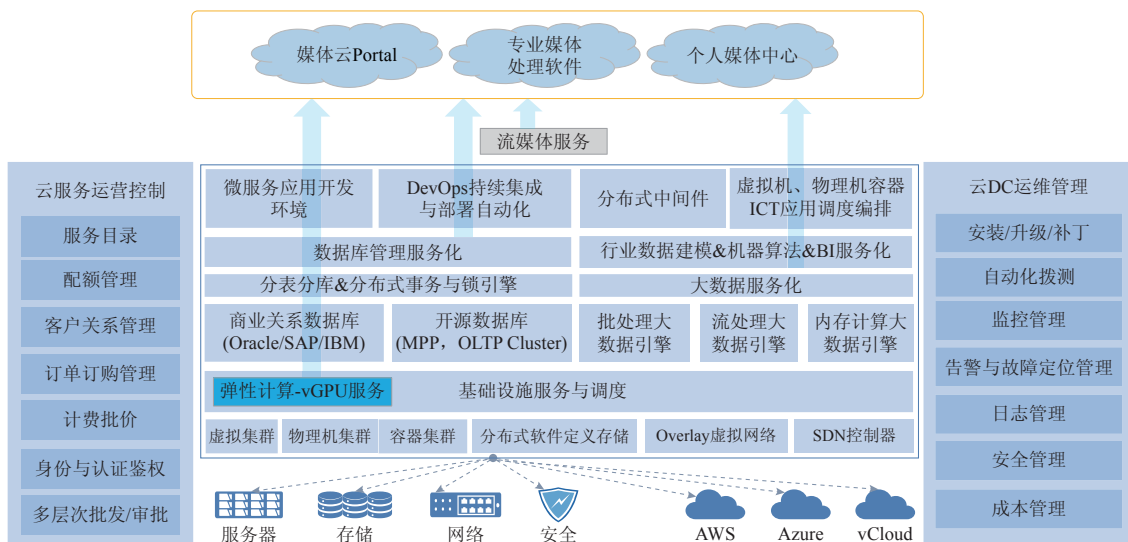 媒体云Portal
专业媒体
处理软件
个人媒体中心
流媒体服务
云服务运营控制
服务目录
配额管理
客户关系管理
订单订购管理
计费批价
身份与认证鉴权
多层次批发/审批
微服务应用开发
环境
DevOps持续集成
与部署自动化
分布式中间件
虚拟机、物理机容器
ICT应用调度编排
数据库管理服务化
行业数据建模&机器算法&BI服务化
分表分库&分布式事务与锁引擎
大数据服务化
商业关系数据库
(Oracle/SAP/IBM)
开源数据库
(MPP，OLTP Cluster)
批处理大
数据引擎
流处理大
数据引擎
内存计算大
数据引擎
弹性计算-vGPU服务
基础设施服务与调度
虚拟集群
物理机集群
容器集群
分布式软件定义存储
Overlay虚拟网络
SDN控制器
服务器
存储
网络
安全
AWS
Azure
vCloud
云DC运维管理
安装/升级/补丁
自动化拨测
监控管理
告警与故障定位管理
日志管理
安全管理
成本管理